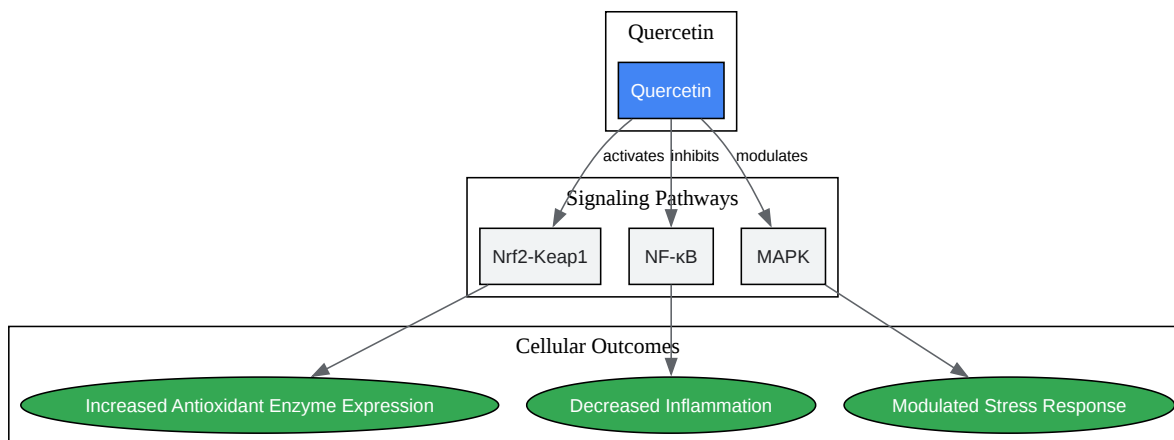 Quercetin
Quercetin
activates inhibits modulates
Signaling Pathways
Nrf2-Keap1 NF-κB MAPK
Cellular Outcomes
Increased Antioxidant Enzyme Expression Decreased Inflammation Modulated Stress Response